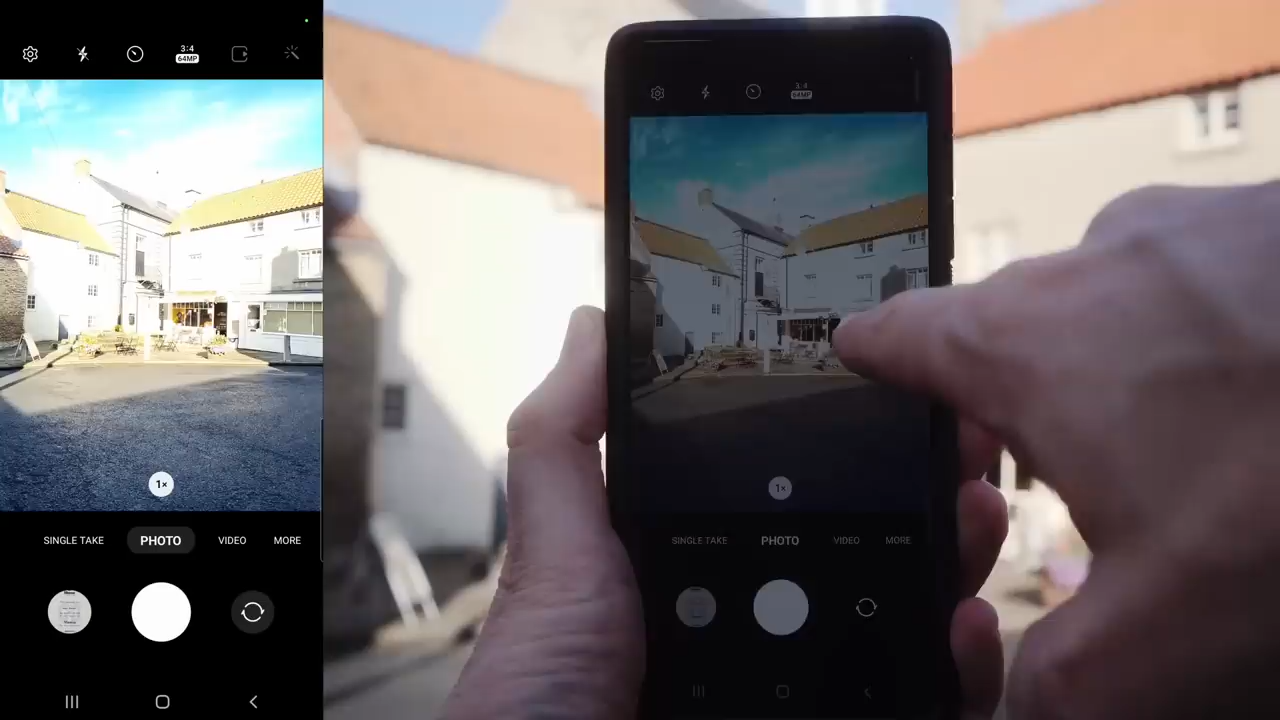 3:4
64MP
1×
SINGLE TAKE
PHOTO
VIDEO
MORE
3:4
64MP
1×
SINGLE TAKE
PHOTO
VIDEO
MORE